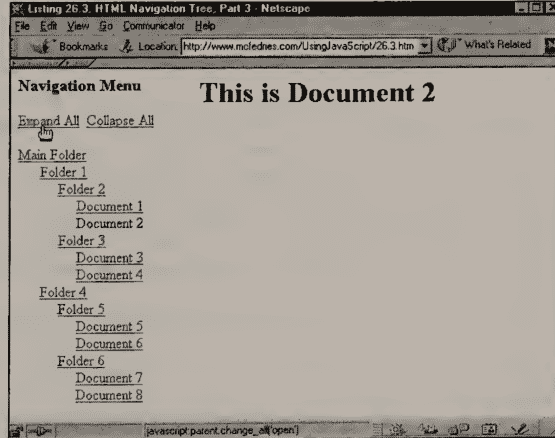 Listing 26.3. HTML Navigation Tree, Part 3 - Netscape
File Edit View Go Communicator Help
Bookmarks Location: http://www.mcfednes.com/UsingJavaScript/26.3.htm What's Related
Navigation Menu
This is Document 2
Expand All Collapse All
Main Folder
Folder 1
Folder 2
Document 1
Document 2
Folder 3
Document 3
Document 4
Folder 4
Folder 5
Document 5
Document 6
Folder 6
Document 7
Document 8
javascript:parent.change_all('open')